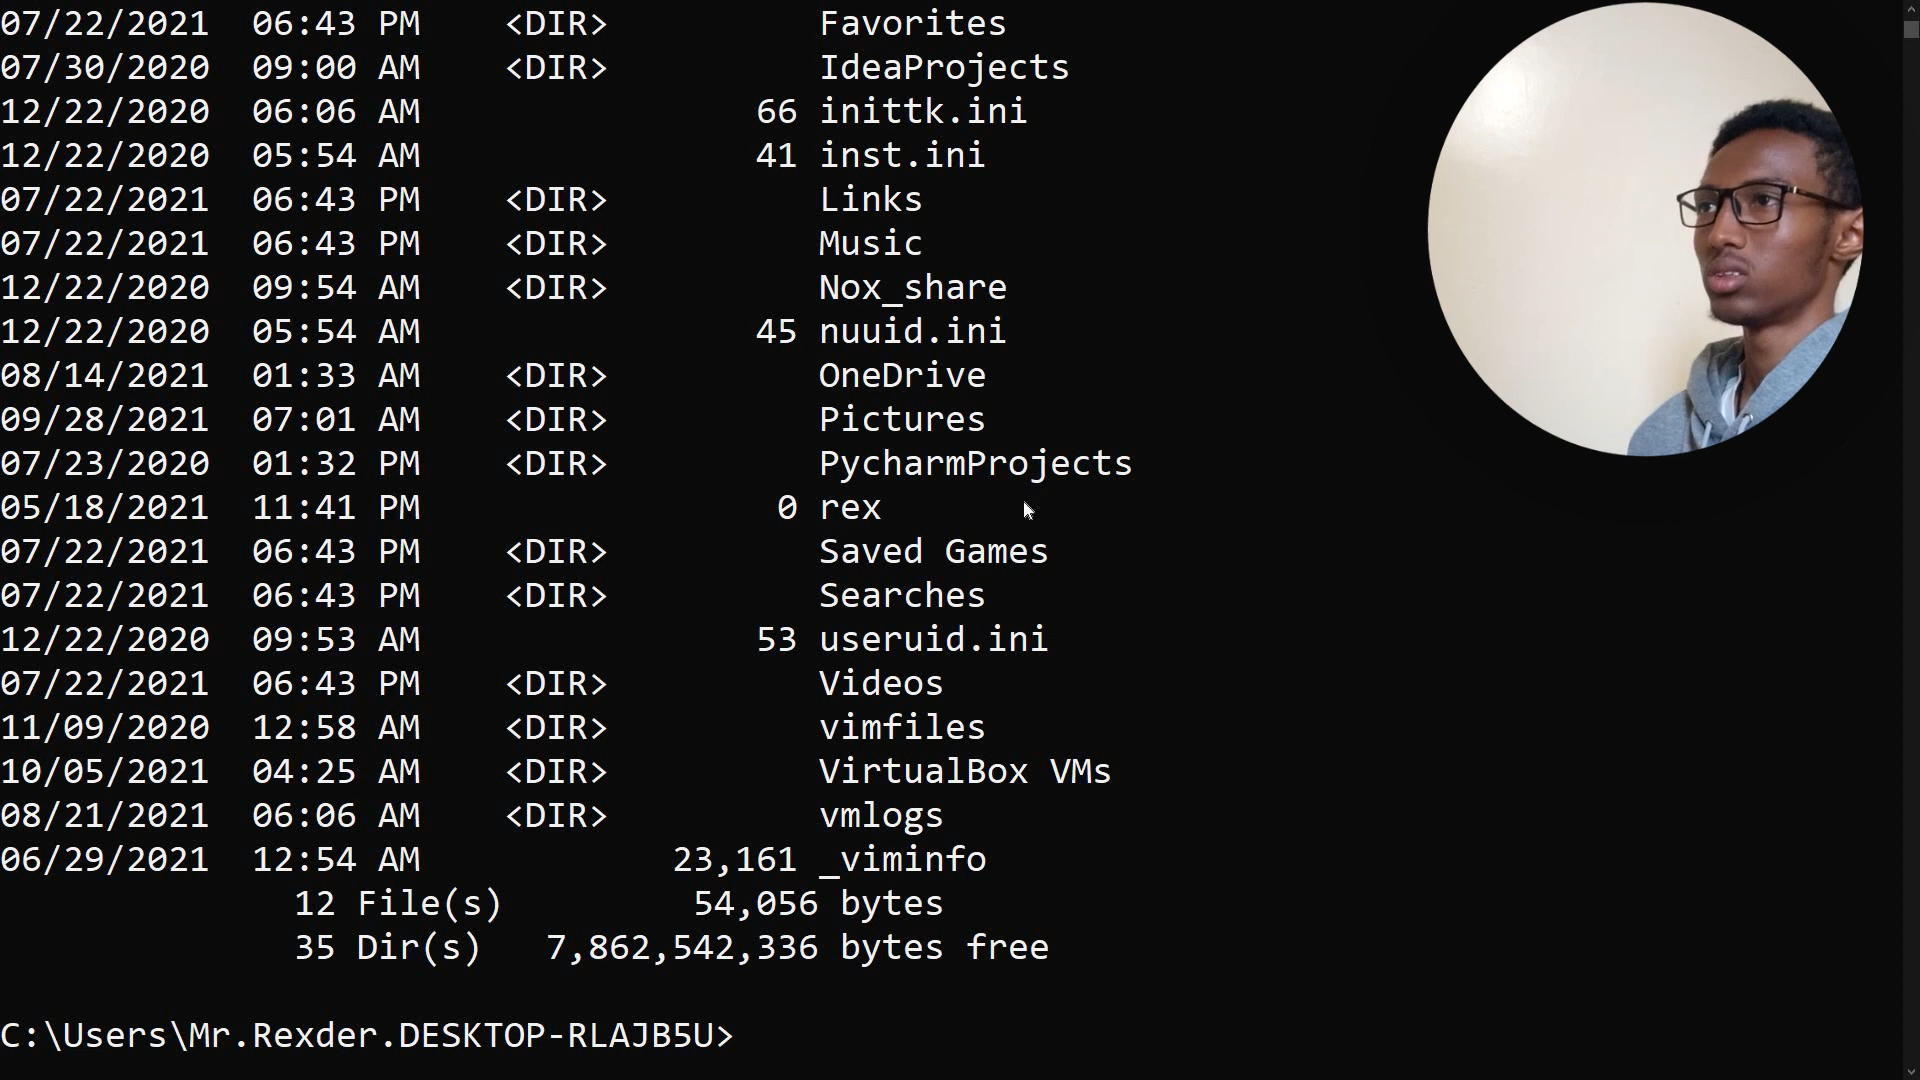 07/22/2021  06:43 PM    <DIR>          Favorites
07/30/2020  09:00 AM    <DIR>          IdeaProjects
12/22/2020  06:06 AM                66 inittk.ini
12/22/2020  05:54 AM                41 inst.ini
07/22/2021  06:43 PM    <DIR>          Links
07/22/2021  06:43 PM    <DIR>          Music
12/22/2020  09:54 AM    <DIR>          Nox_share
12/22/2020  05:54 AM                45 nuuid.ini
08/14/2021  01:33 AM    <DIR>          OneDrive
09/28/2021  07:01 AM    <DIR>          Pictures
07/23/2020  01:32 PM    <DIR>          PycharmProjects
05/18/2021  11:41 PM                 0 rex
07/22/2021  06:43 PM    <DIR>          Saved Games
07/22/2021  06:43 PM    <DIR>          Searches
12/22/2020  09:53 AM                53 useruid.ini
07/22/2021  06:43 PM    <DIR>          Videos
11/09/2020  12:58 AM    <DIR>          vimfiles
10/05/2021  04:25 AM    <DIR>          VirtualBox VMs
08/21/2021  06:06 AM    <DIR>          vmlogs
06/29/2021  12:54 AM            23,161 _viminfo
              12 File(s)         54,056 bytes
              35 Dir(s)   7,862,542,336 bytes free
C:\Users\Mr.Rexder.DESKTOP-RLAJB5U>